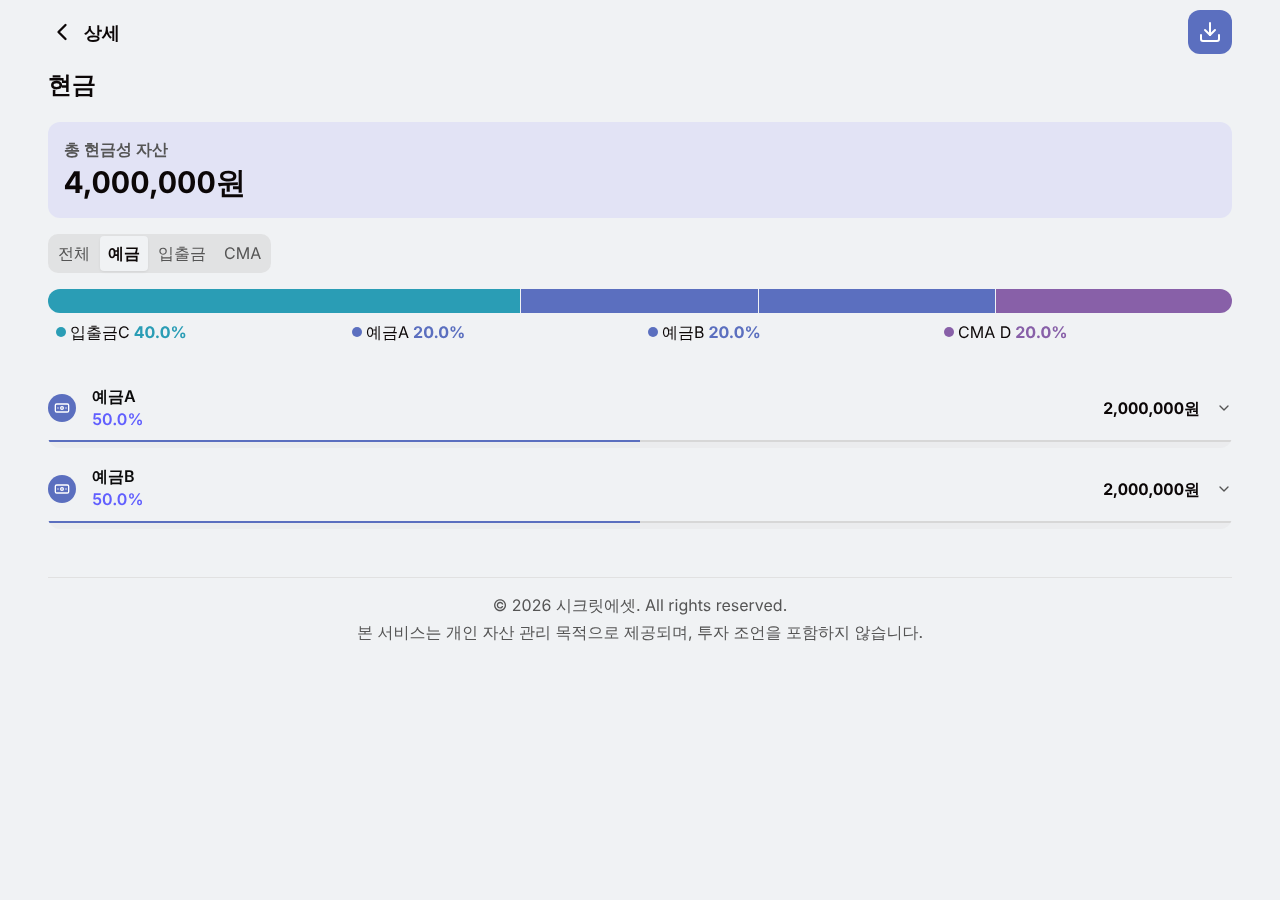 상세
현금
총 현금성 자산
4,000,000원
전체 예금 입출금 CMA
입출금C 40.0% 예금A 20.0% 예금B 20.0% CMA D 20.0%
예금A
50.0%
2,000,000원
예금B
50.0%
2,000,000원
© 2026 시크릿에셋. All rights reserved.
본 서비스는 개인 자산 관리 목적으로 제공되며, 투자 조언을 포함하지 않습니다.